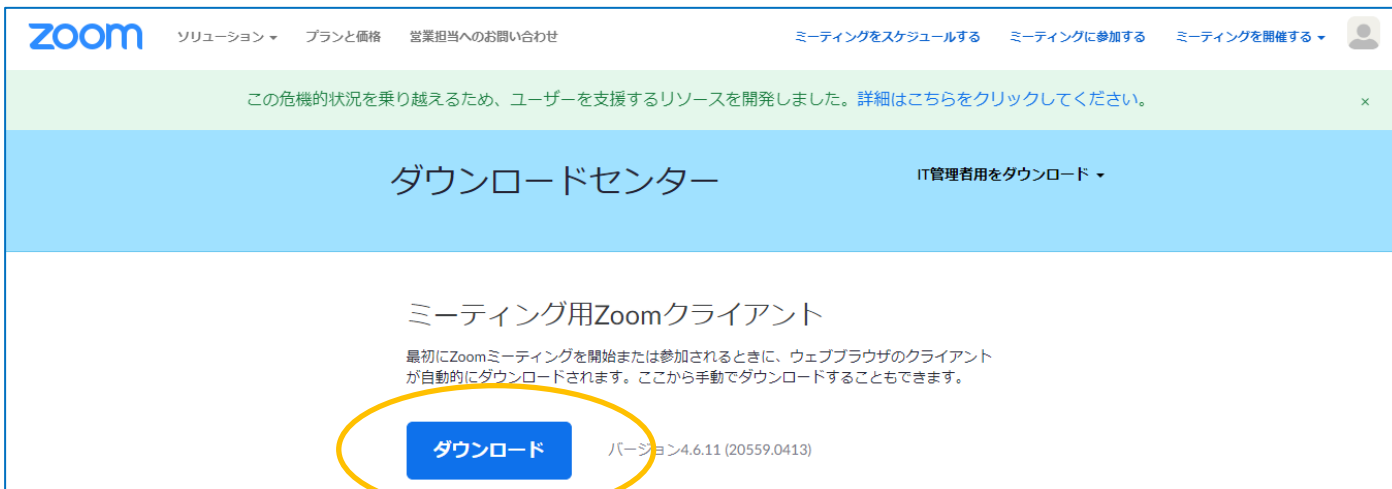 zoom ソリューション プランと価格 営業担当へのお問い合わせ ミーティングをスケジュールする ミーティングに参加する ミーティングを開催する
この危機的状況を乗り越えるため、ユーザーを支援するリソースを開発しました。詳細はこちらをクリックしてください。 ×
ダウンロードセンター IT管理者用をダウンロード
ミーティング用Zoomクライアント
最初にZoomミーティングを開始または参加されるときに、ウェブブラウザのクライアント
が自動的にダウンロードされます。ここから手動でダウンロードすることもできます。
ダウンロード バージョン4.6.11 (20559.0413)